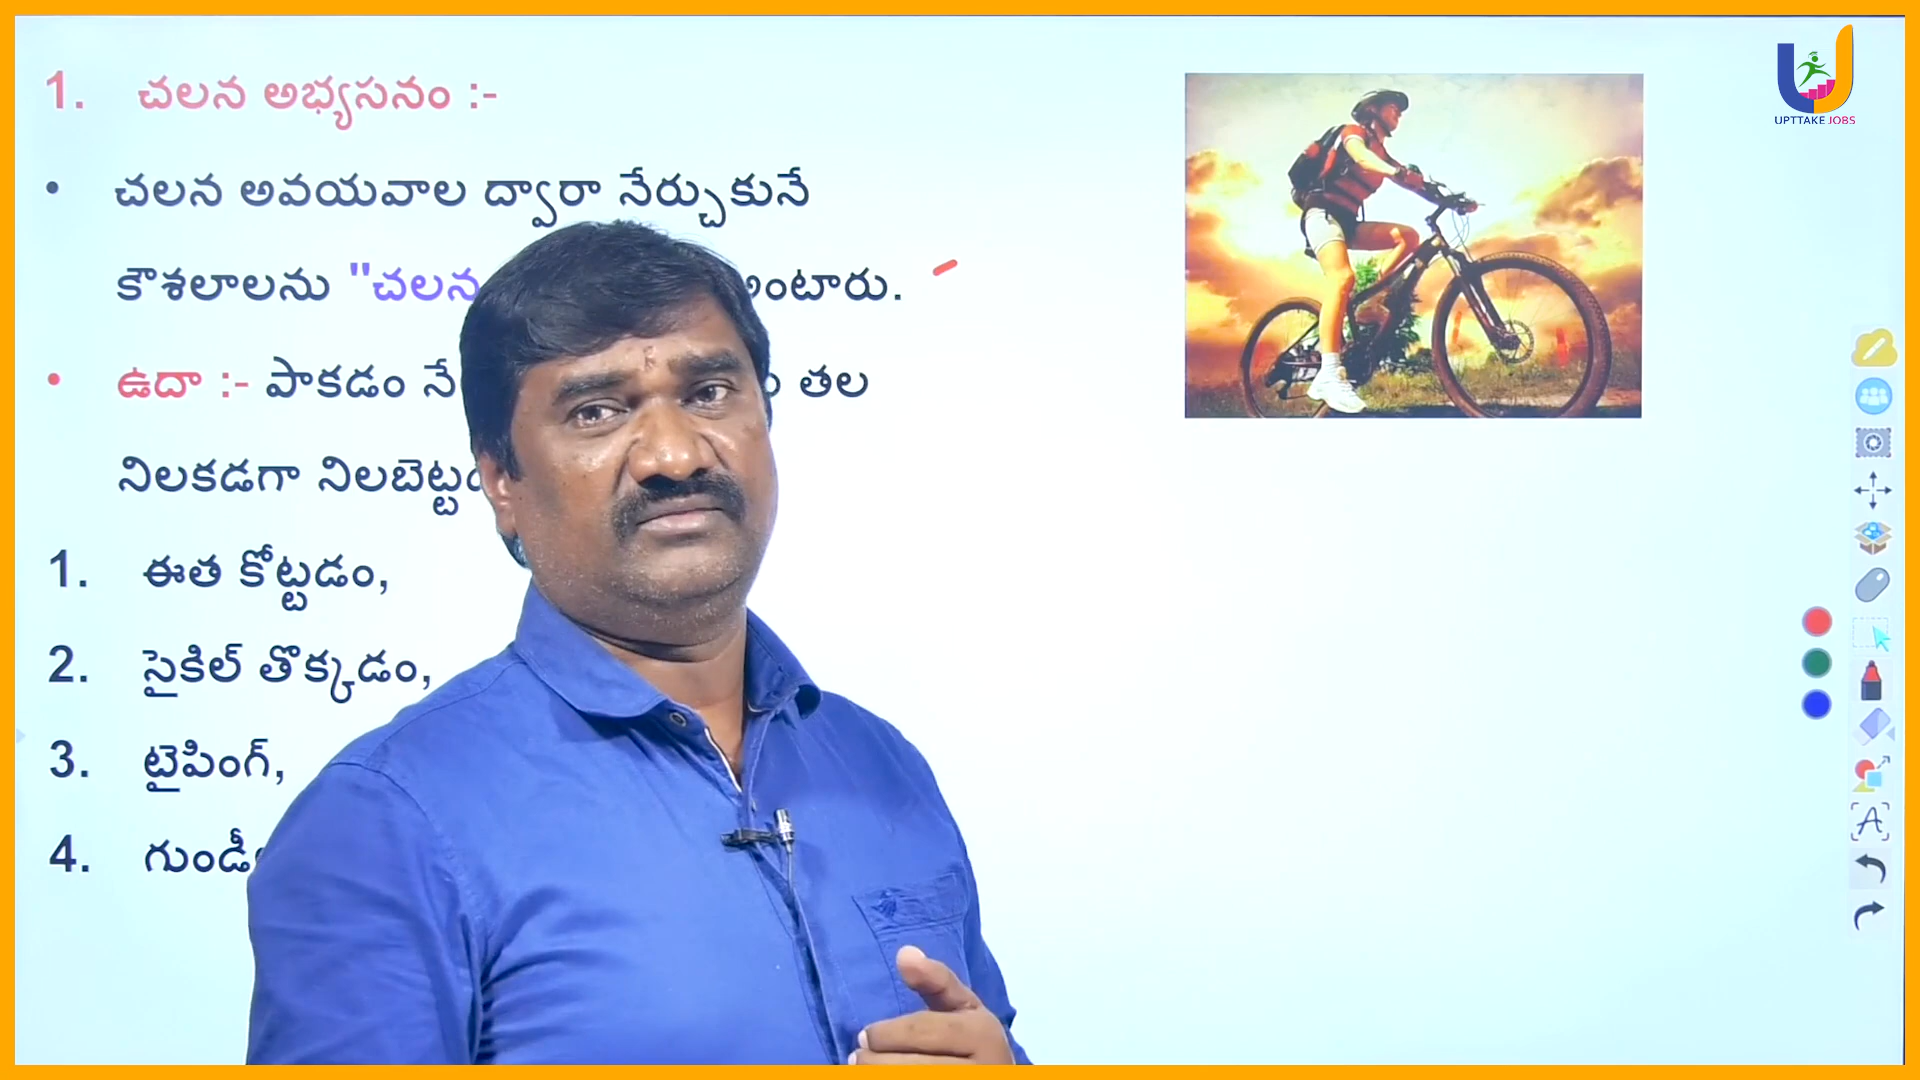 1. చలన అభ్యసనం :-
• చలన అవయవాల ద్వారా నేర్చుకునే
కౌశలాలను "చలన అంటారు.
• ఉదా :- పాకడం తల
నిలకడగా
1. ఈత కోట్టడం,
2. సైకిల్ తొక్కడం,
3. టైపింగ్,
4.
UPTTAKE JOBS